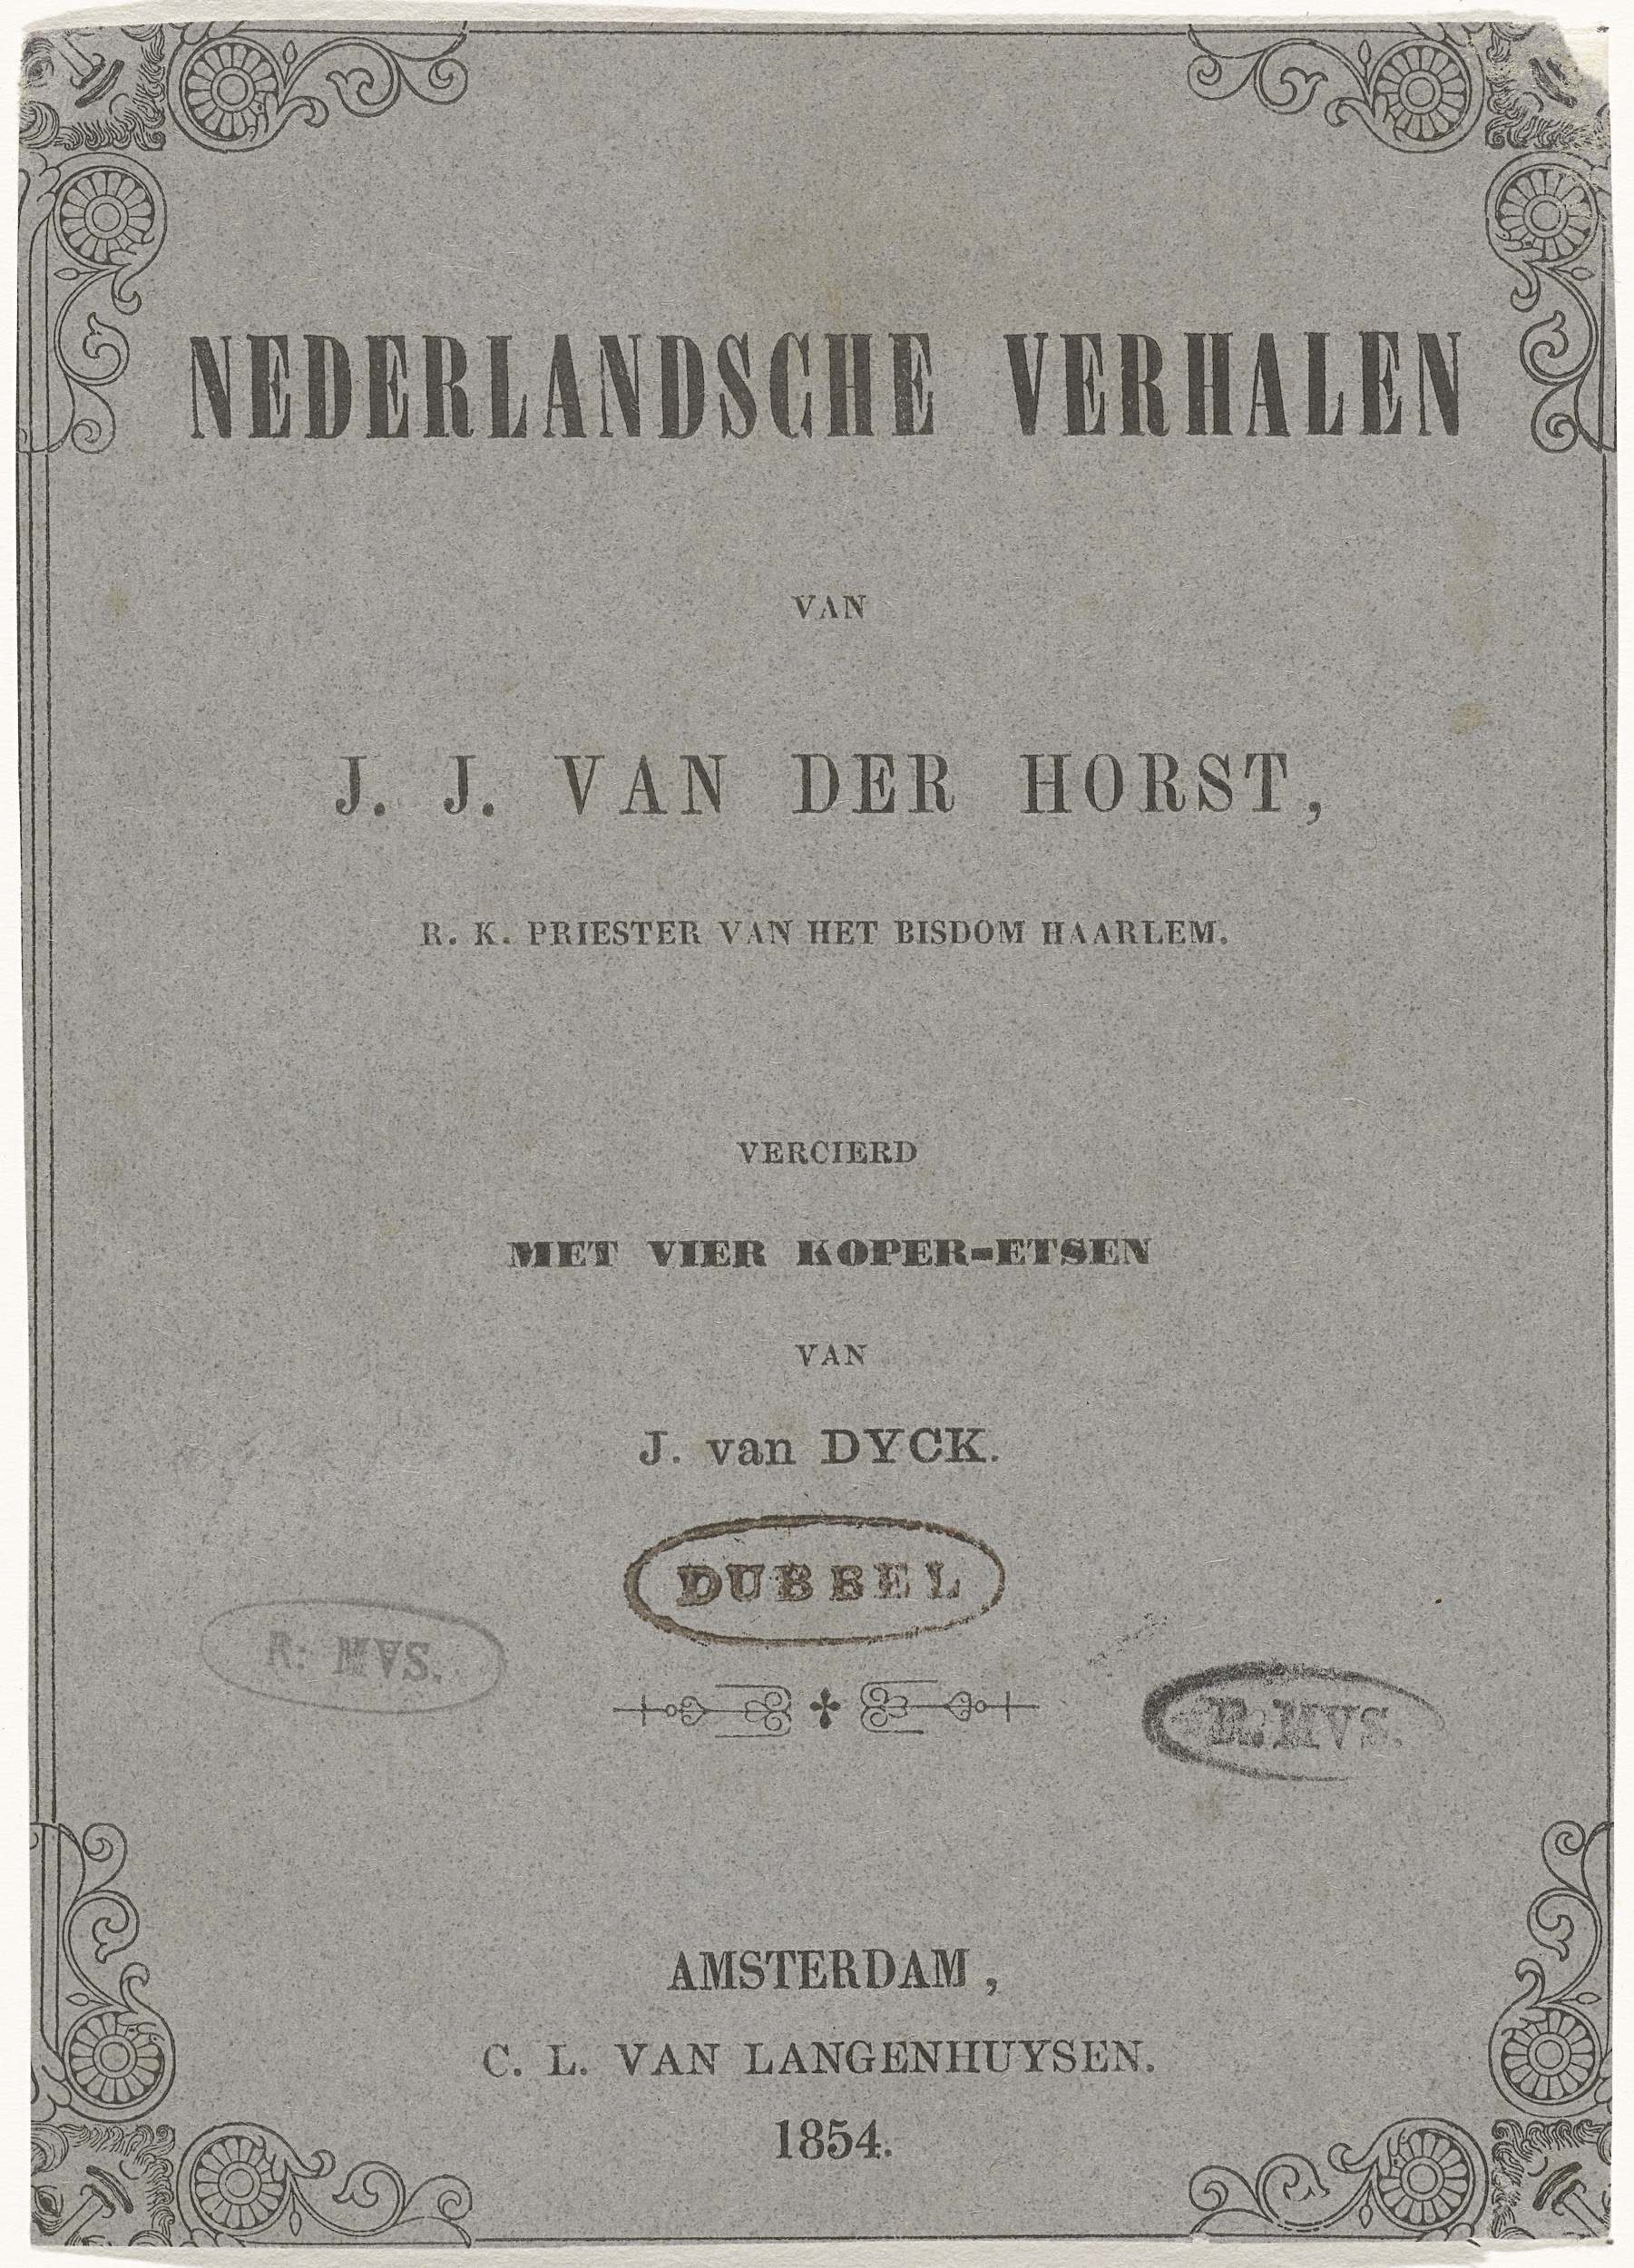 NEDERLANDSCHE VERHALEN
VAN
J. J. VAN DER HORST,
R. K. PRIESTER VAN HET BISDOM HAARLEM.
VERCIERD
MET VIER KOPER-ETSEN
VAN
J. van DYCK.
DUBBEL
R: MVS.
R. MVS.
AMSTERDAM,
C. L. VAN LANGENHUYSEN.
1854.